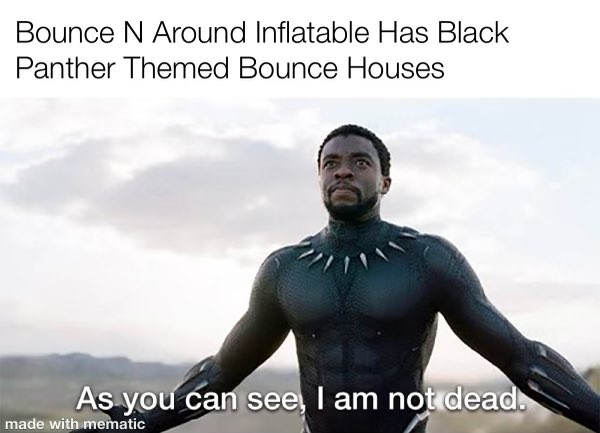 Bounce N Around Inflatable Has Black
Panther Themed Bounce Houses
As you can see, I am not dead.
made with mematic